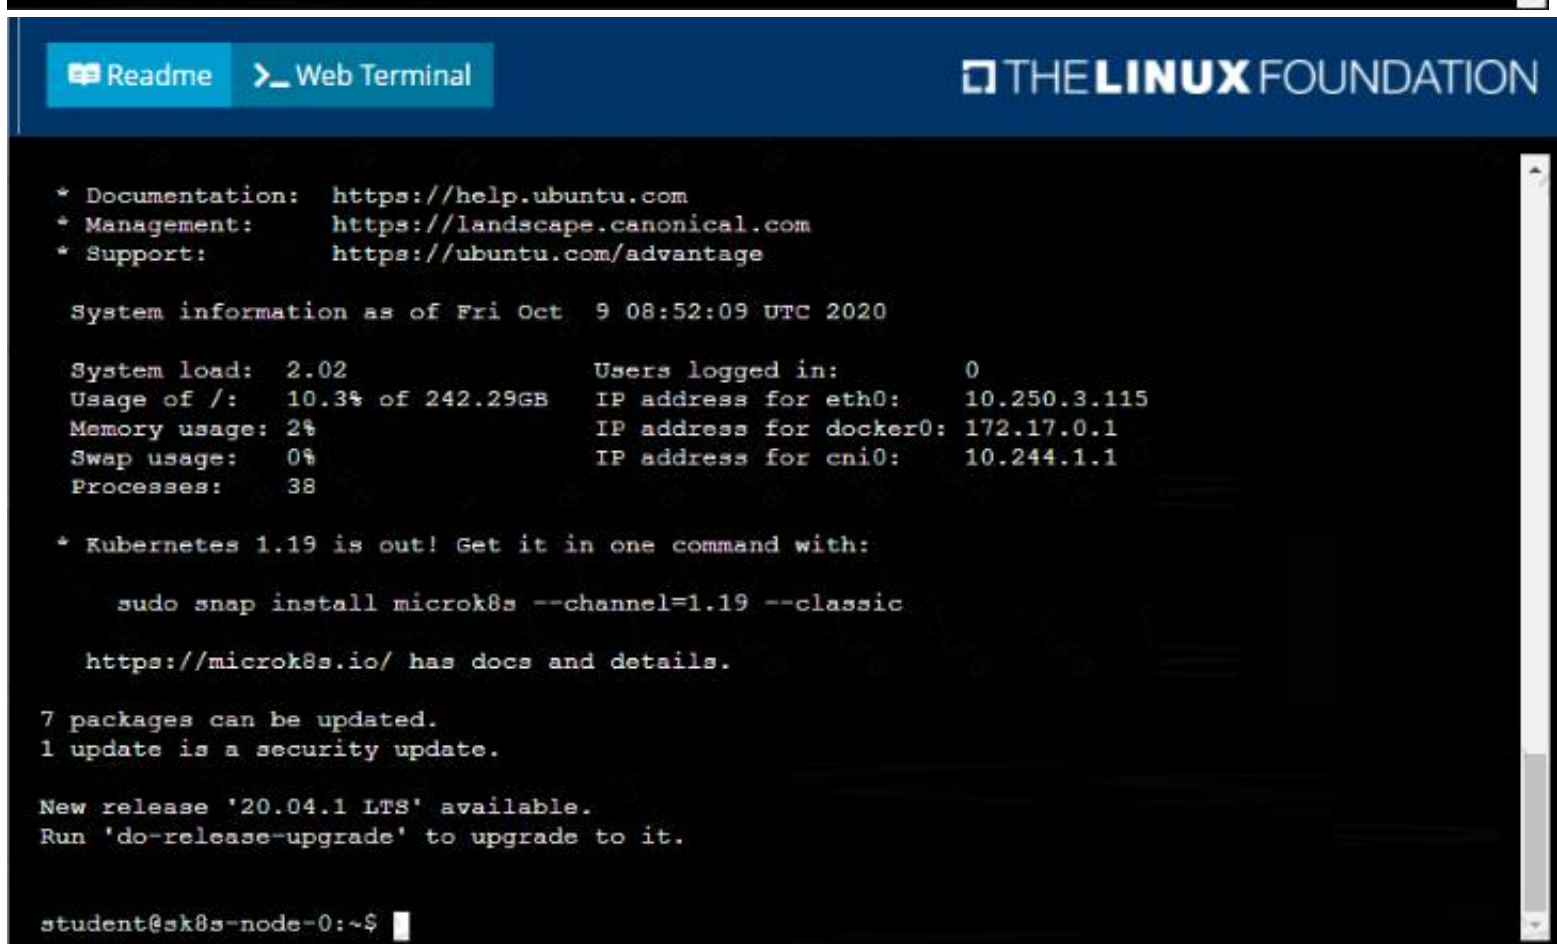 Readme >_ Web Terminal THE LINUX FOUNDATION
* Documentation: https://help.ubuntu.com
* Management: https://landscape.canonical.com
* Support: https://ubuntu.com/advantage
System information as of Fri Oct 9 08:52:09 UTC 2020
System load: 2.02 Users logged in: 0
Usage of /: 10.3% of 242.29GB IP address for eth0: 10.250.3.115
Memory usage: 2% IP address for docker0: 172.17.0.1
Swap usage: 0% IP address for cni0: 10.244.1.1
Processes: 38
* Kubernetes 1.19 is out! Get it in one command with:
sudo snap install microk8s --channel=1.19 --classic
https://microk8s.io/ has docs and details.
7 packages can be updated.
1 update is a security update.
New release '20.04.1 LTS' available.
Run 'do-release-upgrade' to upgrade to it.
student@sk8s-node-0:~$